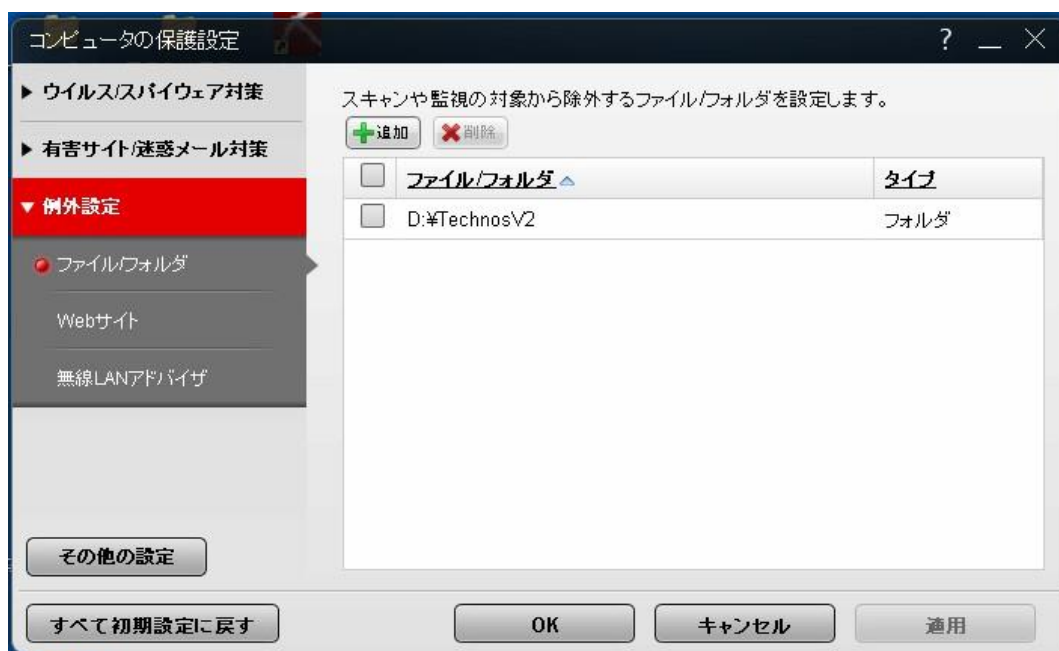 コンピュータの保護設定
?
ウイルス/スパイウェア対策
有害サイト/迷惑メール対策
例外設定
ファイル/フォルダ
Webサイト
無線LANアドバイザ
その他の設定
スキャンや監視の対象から除外するファイル/フォルダを設定します。
追加 削除
ファイル/フォルダ タイプ
D:¥TechnosV2 フォルダ
すべて初期設定に戻す OK キャンセル 適用